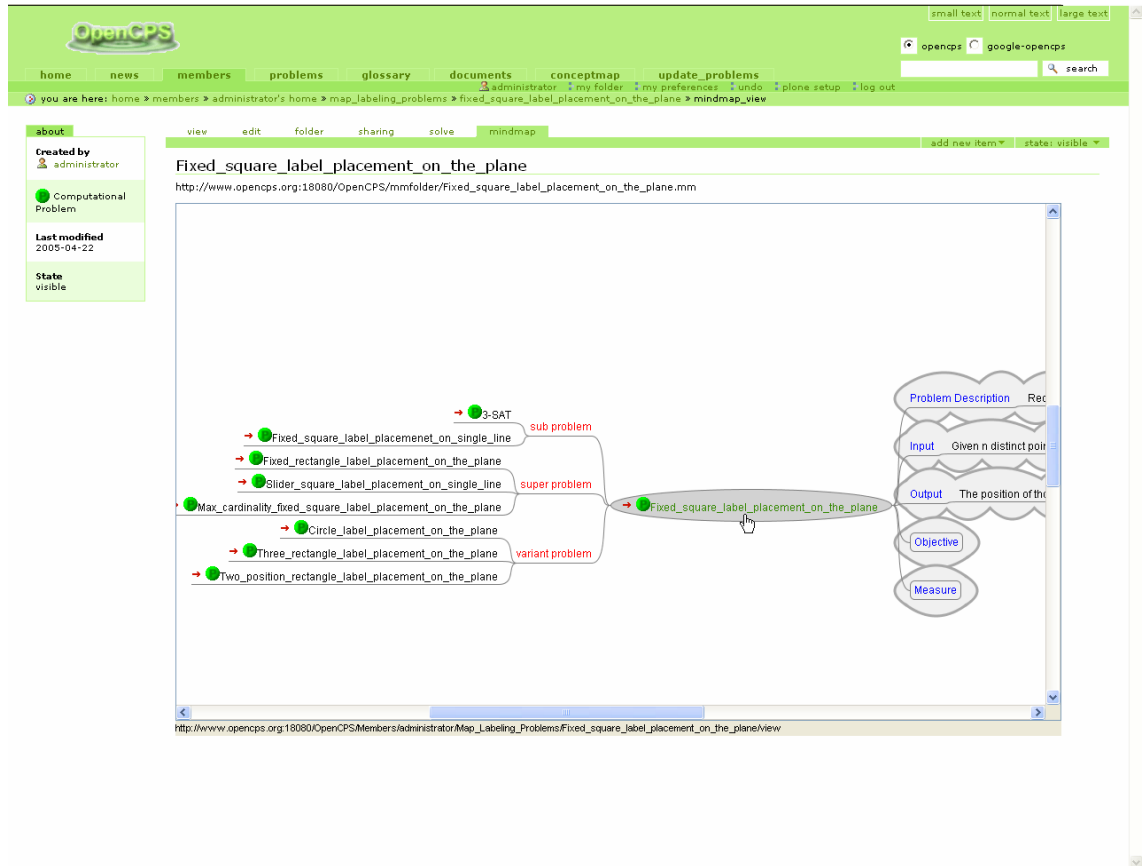 small text normal text large text
OpenCPS
opencps google-opencps
search
home news members problems glossary documents conceptmap update_problems
administrator my folder my preferences undo plone setup log out
you are here: home » members » administrator's home » map_labeling_problems » fixed_square_label_placement_on_the_plane » mindmap_view
about
view edit folder sharing solve mindmap
add new item state: visible
Created by
administrator
Computational
Problem
Last modified
2005-04-22
State
visible
Fixed_square_label_placement_on_the_plane
http://www.opencps.org:18080/OpenCPS/mmfolder/Fixed_square_label_placement_on_the_plane.mm
3-SAT
sub problem
Fixed_square_label_placemenet_on_single_line
Fixed_rectangle_label_placement_on_the_plane
Slider_square_label_placement_on_single_line
super problem
Max_cardinality_fixed_square_label_placement_on_the_plane
Circle_label_placement_on_the_plane
Three_rectangle_label_placement_on_the_plane
variant problem
Two_position_rectangle_label_placement_on_the_plane
Fixed_square_label_placement_on_the_plane
Problem Description Rec
Input Given n distinct poin
Output The position of tho
Objective
Measure
http://www.opencps.org:18080/OpenCPS/Members/administrator/Map_Labeling_Problems/Fixed_square_label_placement_on_the_plane/view